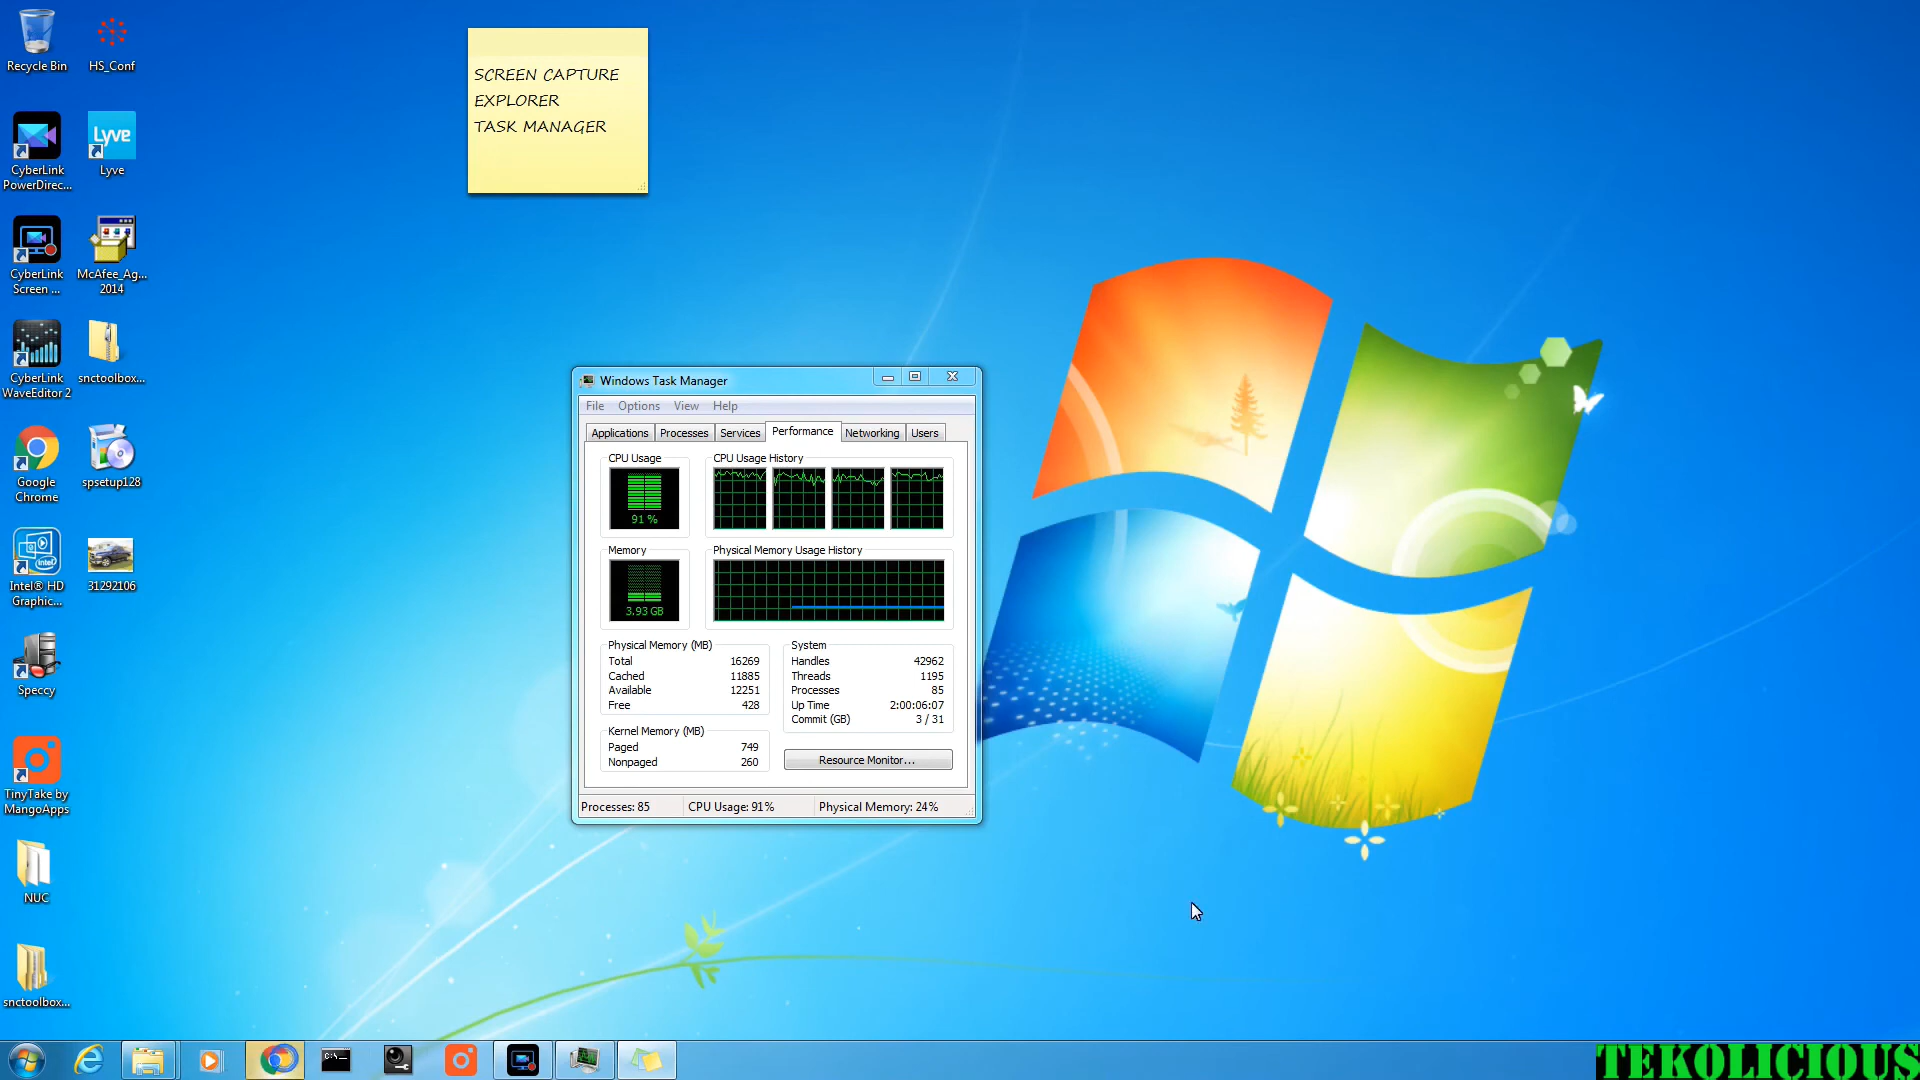 Recycle Bin
HS_Conf
CyberLink
PowerDirec...
Lyve
Lyve
CyberLink
Screen ...
McAfee_Ag...
2014
CyberLink
WaveEditor 2
snctoolbox...
Google
Chrome
spsetup128
Intel® HD
Graphic...
31292106
Speccy
TinyTake by
MangoApps
NUC
snctoolbox...
SCREEN CAPTURE
EXPLORER
TASK MANAGER
Windows Task Manager
File Options View Help
Applications Processes Services Performance Networking Users
CPU Usage
91 %
CPU Usage History
Memory
3.93 GB
Physical Memory Usage History
Physical Memory (MB)
Total 16269
Cached 11885
Available 12251
Free 428
System
Handles 42962
Threads 1195
Processes 85
Up Time 2:00:06:07
Commit (GB) 3 / 31
Kernel Memory (MB)
Paged 749
Nonpaged 260
Resource Monitor...
Processes: 85 CPU Usage: 91% Physical Memory: 24%
C:\_
TEKOLICIOUS